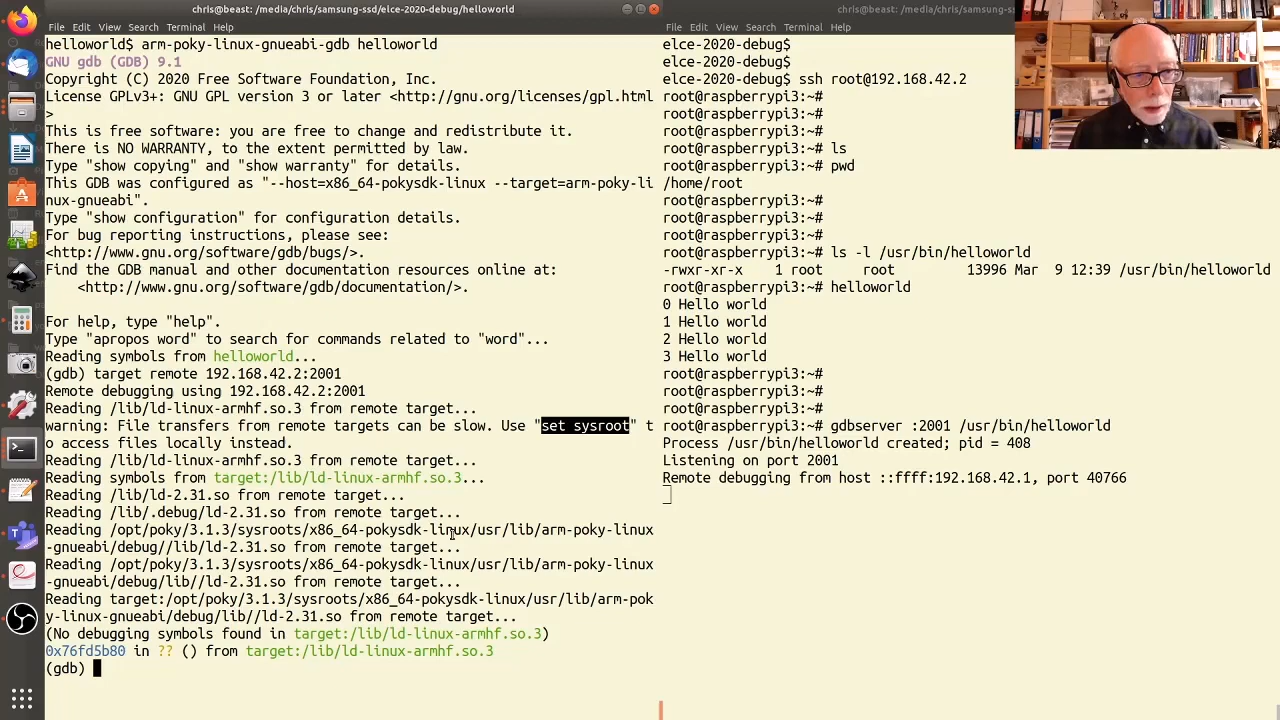 chris@beast: /media/chris/samsung-ssd/elce-2020-debug/helloworld
File Edit View Search Terminal Help
helloworld$ arm-poky-linux-gnueabi-gdb helloworld
GNU gdb (GDB) 9.1
Copyright (C) 2020 Free Software Foundation, Inc.
License GPLv3+: GNU GPL version 3 or later <http://gnu.org/licenses/gpl.html
>
This is free software: you are free to change and redistribute it.
There is NO WARRANTY, to the extent permitted by law.
Type "show copying" and "show warranty" for details.
This GDB was configured as "--host=x86_64-pokysdk-linux --target=arm-poky-li
nux-gnueabi".
Type "show configuration" for configuration details.
For bug reporting instructions, please see:
<http://www.gnu.org/software/gdb/bugs/>.
Find the GDB manual and other documentation resources online at:
<http://www.gnu.org/software/gdb/documentation/>.
For help, type "help".
Type "apropos word" to search for commands related to "word"...
Reading symbols from helloworld...
(gdb) target remote 192.168.42.2:2001
Remote debugging using 192.168.42.2:2001
Reading /lib/ld-linux-armhf.so.3 from remote target...
warning: File transfers from remote targets can be slow. Use "set sysroot" t
o access files locally instead.
Reading /lib/ld-linux-armhf.so.3 from remote target...
Reading symbols from target:/lib/ld-linux-armhf.so.3...
Reading /lib/ld-2.31.so from remote target...
Reading /lib/.debug/ld-2.31.so from remote target...
Reading /opt/poky/3.1.3/sysroots/x86_64-pokysdk-linux/usr/lib/arm-poky-linux
-gnueabi/debug//lib/ld-2.31.so from remote target...
Reading /opt/poky/3.1.3/sysroots/x86_64-pokysdk-linux/usr/lib/arm-poky-linux
-gnueabi/debug/lib//ld-2.31.so from remote target...
Reading target:/opt/poky/3.1.3/sysroots/x86_64-pokysdk-linux/usr/lib/arm-pok
y-linux-gnueabi/debug/lib//ld-2.31.so from remote target...
(No debugging symbols found in target:/lib/ld-linux-armhf.so.3)
0x76fd5b80 in ?? () from target:/lib/ld-linux-armhf.so.3
(gdb)
chris@beast: /media/chris/samsung-ss
File Edit View Search Terminal Help
elce-2020-debug$
elce-2020-debug$
elce-2020-debug$ ssh root@192.168.42.2
root@raspberrypi3:~#
root@raspberrypi3:~#
root@raspberrypi3:~#
root@raspberrypi3:~# ls
root@raspberrypi3:~# pwd
/home/root
root@raspberrypi3:~#
root@raspberrypi3:~#
root@raspberrypi3:~#
root@raspberrypi3:~# ls -l /usr/bin/helloworld
-rwxr-xr-x 1 root root 13996 Mar 9 12:39 /usr/bin/helloworld
root@raspberrypi3:~# helloworld
0 Hello world
1 Hello world
2 Hello world
3 Hello world
root@raspberrypi3:~#
root@raspberrypi3:~#
root@raspberrypi3:~#
root@raspberrypi3:~# gdbserver :2001 /usr/bin/helloworld
Process /usr/bin/helloworld created; pid = 408
Listening on port 2001
Remote debugging from host ::ffff:192.168.42.1, port 40766